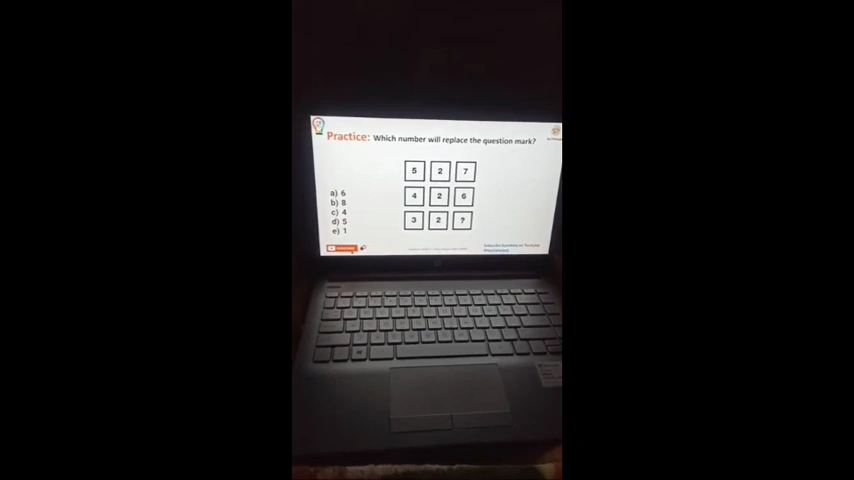 Practice: Which number will replace the question mark?
5 2 7
4 2 6
3 2 ?
a) 6
b) 8
c) 4
d) 5
e) 1